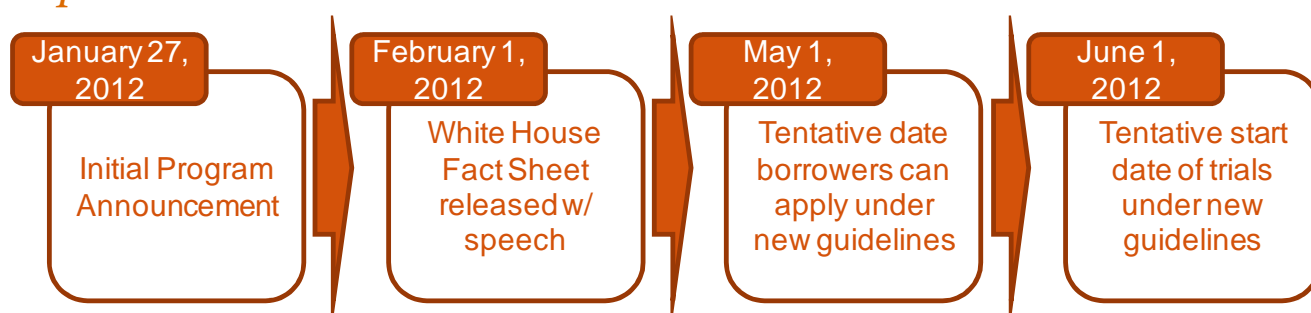 January 27,
2012
Initial Program
Announcement
February 1,
2012
White House
Fact Sheet
released w/
speech
May 1,
2012
Tentative date
borrowers can
apply under
new guidelines
June 1,
2012
Tentative start
date of trials
under new
guidelines